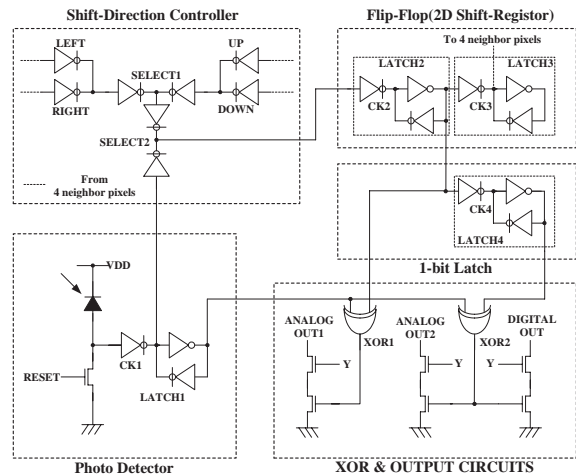 Shift-Direction Controller
LEFT
RIGHT
SELECT1
UP
DOWN
SELECT2
From
4 neighbor pixels
Flip-Flop(2D Shift-Registor)
To 4 neighbor pixels
LATCH2
LATCH3
CK2
CK3
CK4
LATCH4
1-bit Latch
VDD
CK1
RESET
LATCH1
Photo Detector
ANALOG
OUT1
XOR1
Y
ANALOG
OUT2
XOR2
Y
DIGITAL
OUT
Y
XOR & OUTPUT CIRCUITS